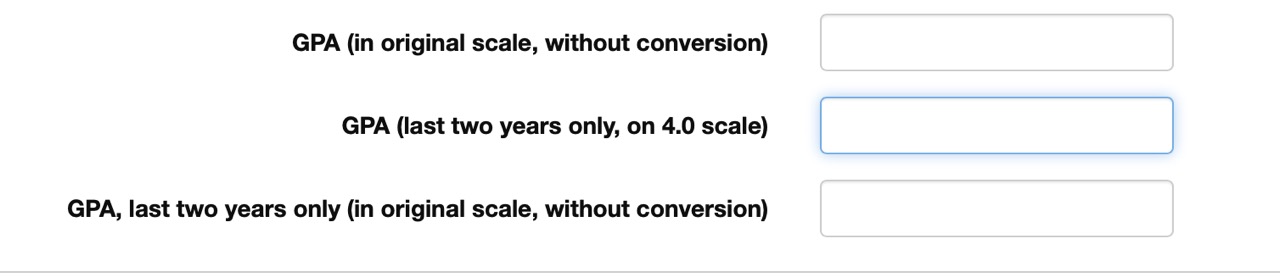 GPA (in original scale, without conversion)
GPA (last two years only, on 4.0 scale)
GPA, last two years only (in original scale, without conversion)